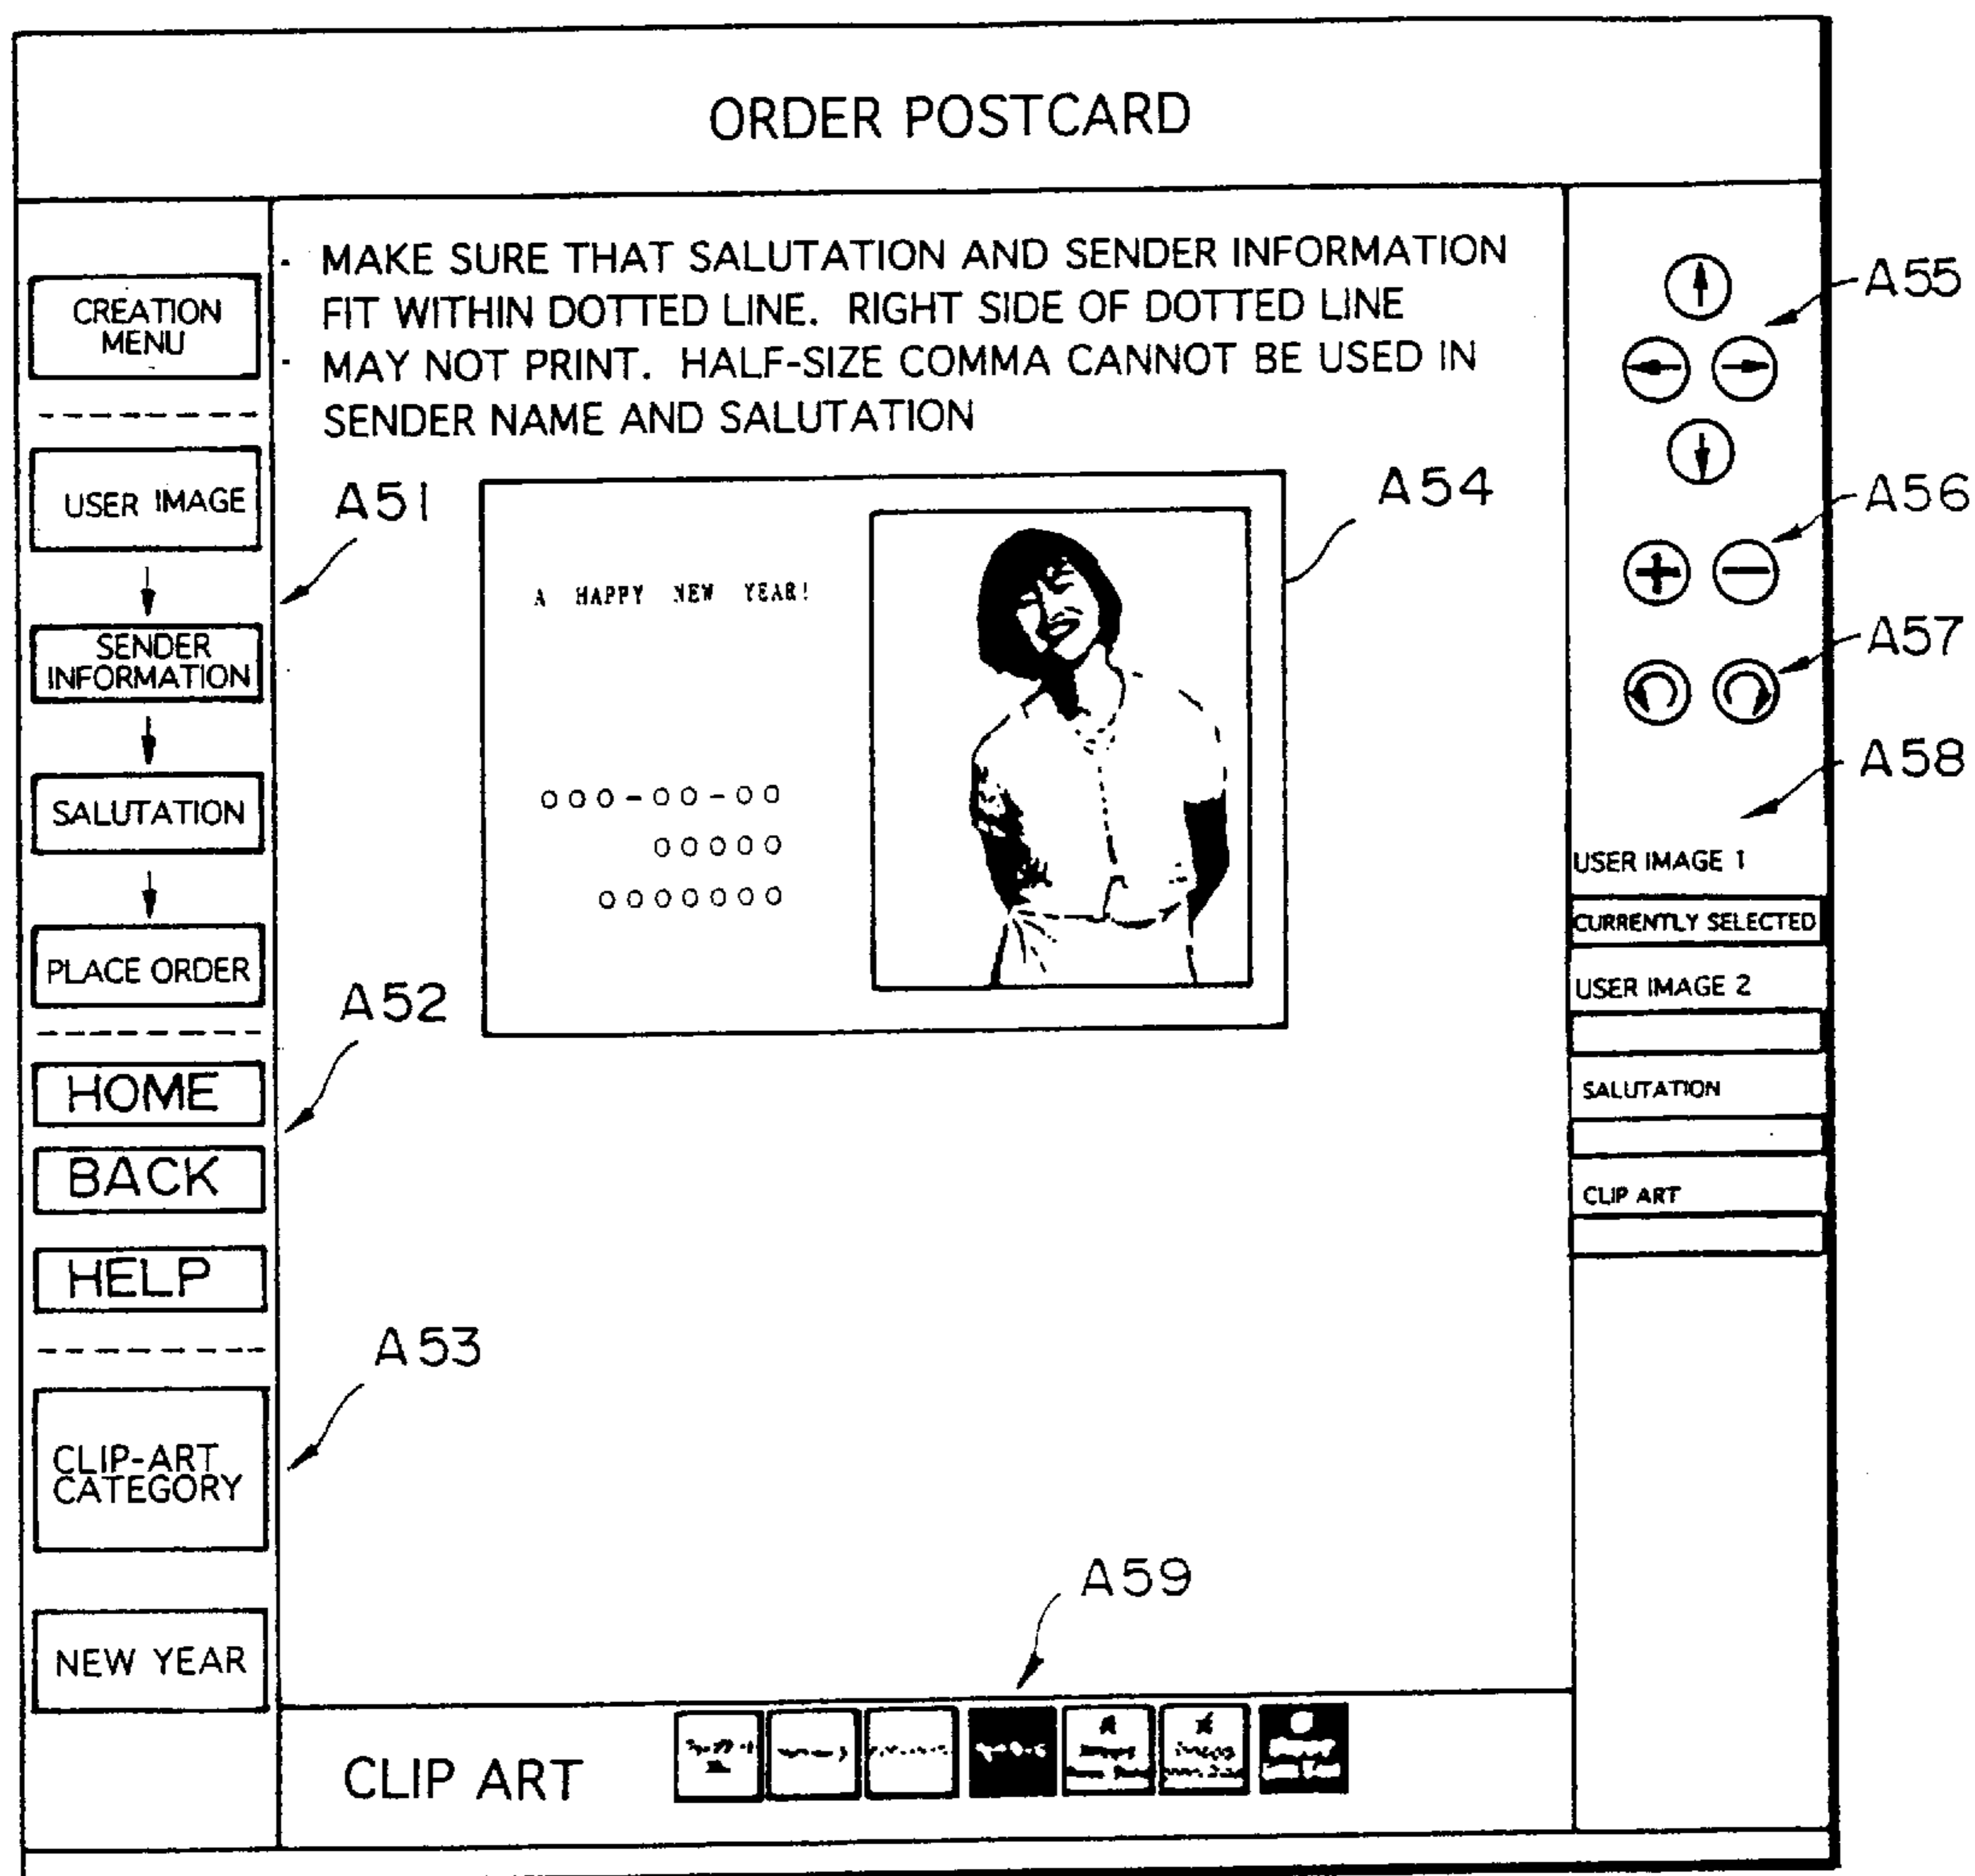 ORDER POSTCARD
CREATION
MENU
USER IMAGE
SENDER
INFORMATION
SALUTATION
PLACE ORDER
HOME
BACK
HELP
CLIP-ART
CATEGORY
NEW YEAR
A51
A52
A53
- MAKE SURE THAT SALUTATION AND SENDER INFORMATION
FIT WITHIN DOTTED LINE. RIGHT SIDE OF DOTTED LINE
- MAY NOT PRINT. HALF-SIZE COMMA CANNOT BE USED IN
SENDER NAME AND SALUTATION
A54
A HAPPY NEW YEAR!
000-00-00
00000
0000000
A55
A56
A57
A58
USER IMAGE 1
CURRENTLY SELECTED
USER IMAGE 2
SALUTATION
CLIP ART
A59
CLIP ART